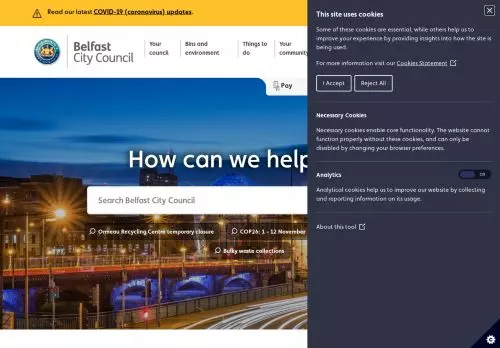 Read our latest COVID-19 (coronavirus) updates.
Belfast
City Council
Your
council
Bins and
environment
Things to
do
Your
community
Pay
How can we help
Search Belfast City Council
Ormeau Recycling Centre temporary closure
COP26: 1 - 12 November
Bulky waste collections
This site uses cookies
Some of these cookies are essential, while others help us to
improve your experience by providing insights into how the site is
being used.
For more information visit our Cookies Statement
I Accept
Reject All
Necessary Cookies
Necessary cookies enable core functionality. The website cannot
function properly without these cookies, and can only be
disabled by changing your browser preferences.
Analytics
Off
Analytical cookies help us to improve our website by collecting
and reporting information on its usage.
About this tool